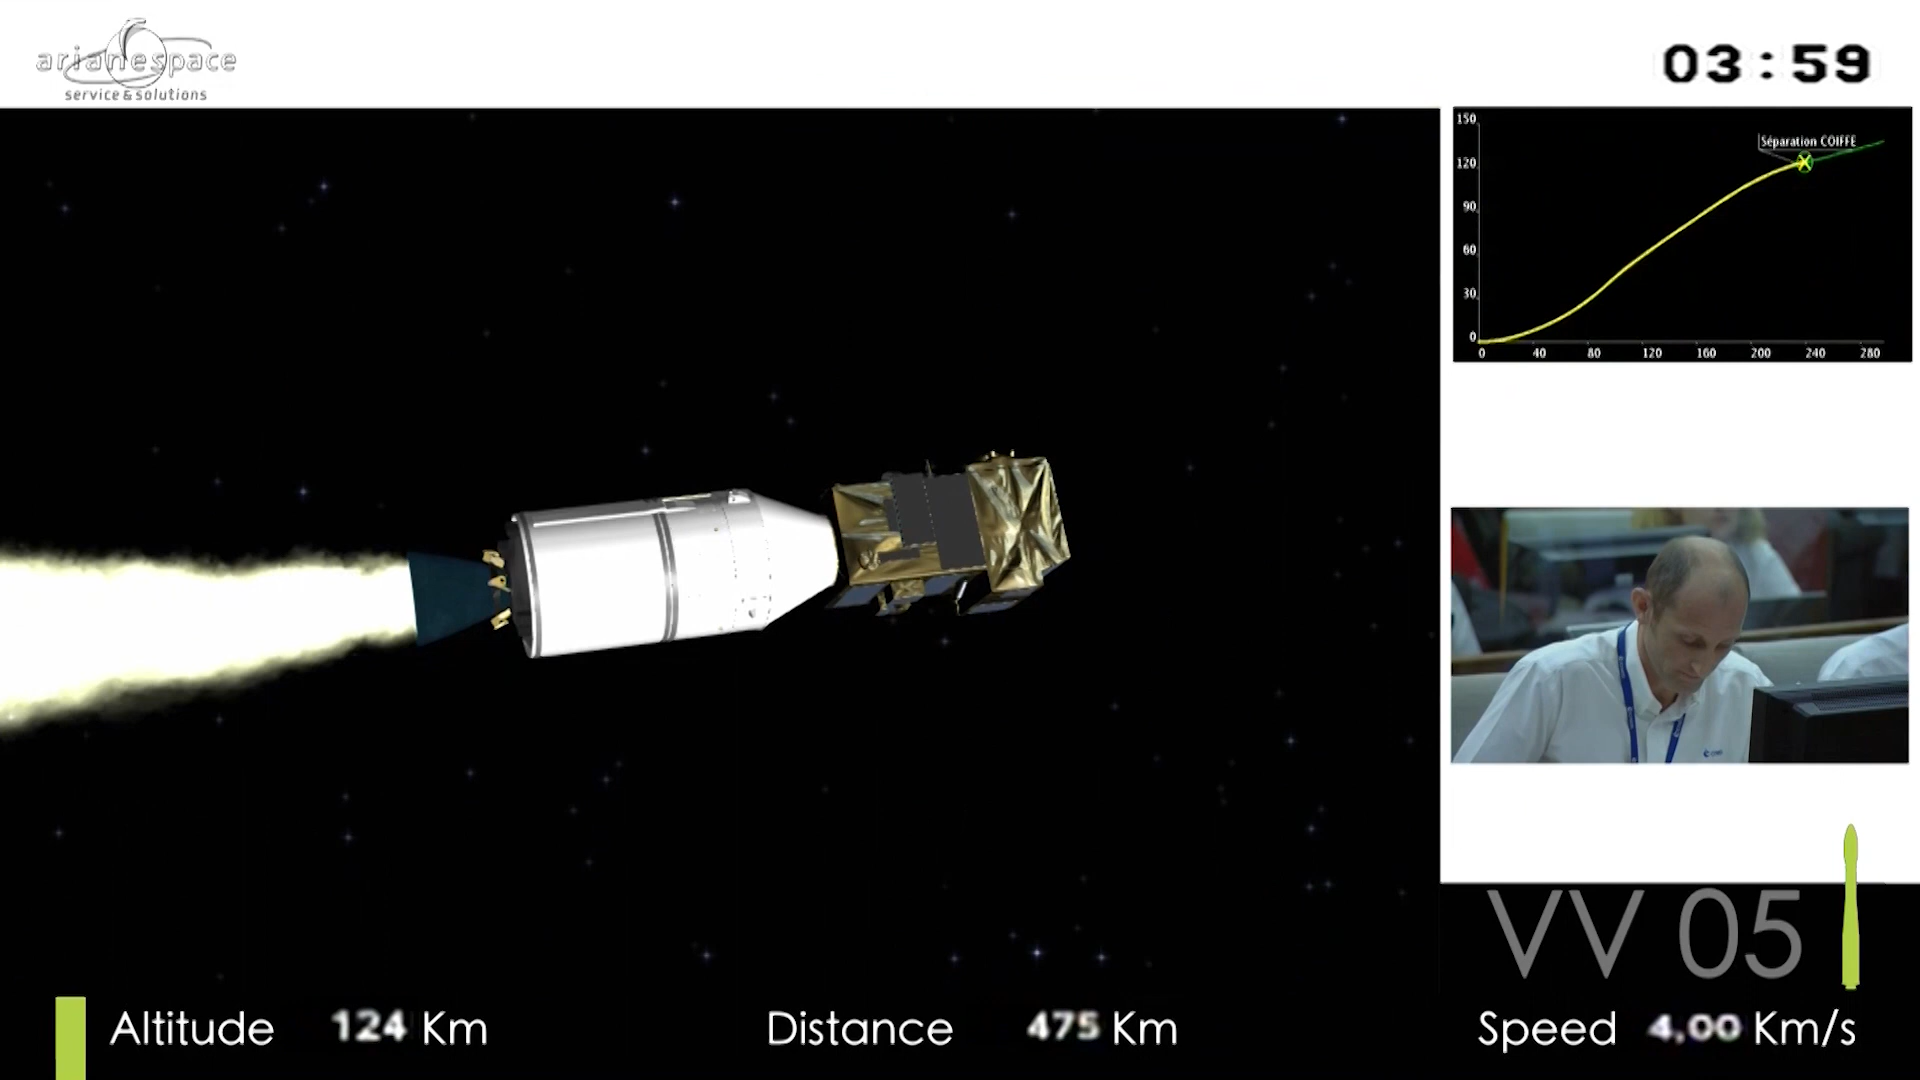 arianespace
service & solutions
03:59
150
Séparation COIFFE
120
90
60
30
0
0 40 80 120 160 200 240 280
VV 05
Altitude 124 Km
Distance 475 Km
Speed 4,00 Km/s